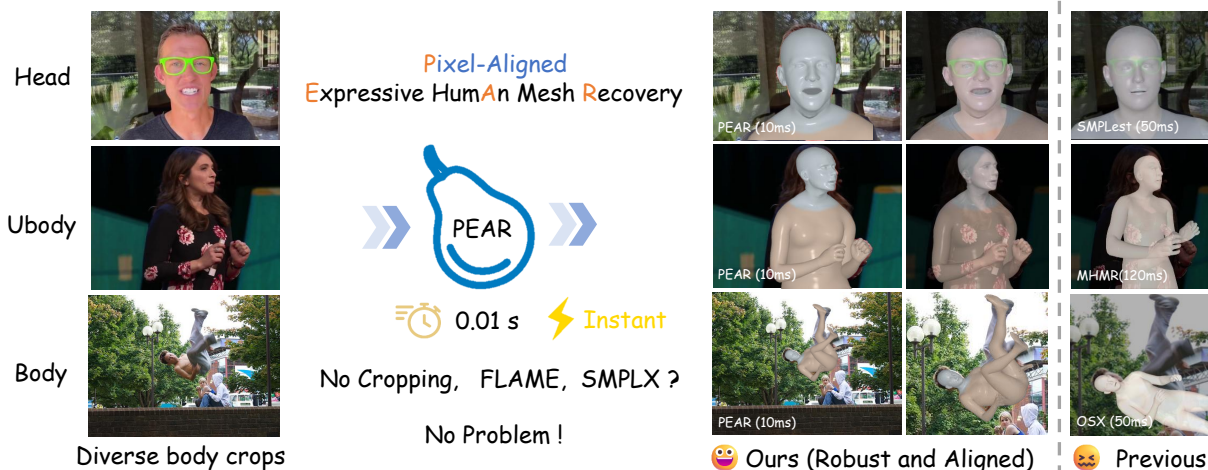 Head
Ubody
Body
Diverse body crops
Pixel-Aligned
Expressive HumAn Mesh Recovery
PEAR
0.01 s
Instant
No Cropping, FLAME, SMPLX ?
No Problem !
PEAR (10ms)
SMPLest (50ms)
PEAR (10ms)
MHMR(120ms)
PEAR (10ms)
OSX (50ms)
Ours (Robust and Aligned)
Previous